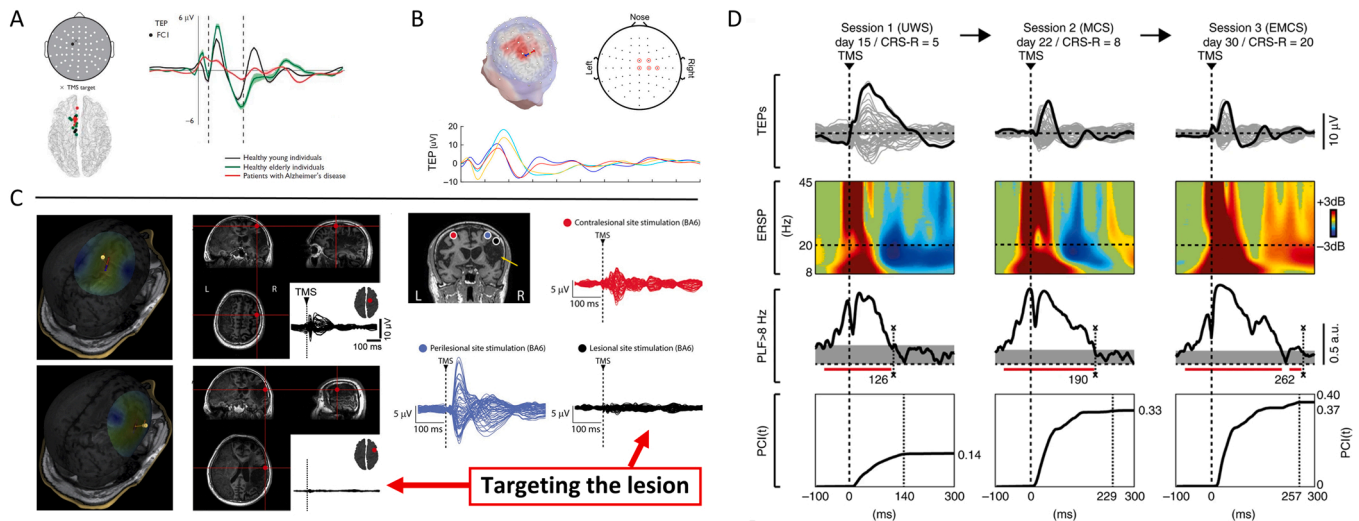 A
TEP
FC1
× TMS target
6 μV
−6
Healthy young individuals
Healthy elderly individuals
Patients with Alzheimer's disease
B
Nose
Left
Right
TEP [uV]
20
10
0
−10
C
L
R
TMS
10 μV
100 ms
L
R
Contralesional site stimulation (BA6)
TMS
5 μV
100 ms
Perilesional site stimulation (BA6)
TMS
5 μV
100 ms
Lesional site stimulation (BA6)
TMS
5 μV
100 ms
Targeting the lesion
D
Session 1 (UWS)
day 15 / CRS-R = 5
TMS
Session 2 (MCS)
day 22 / CRS-R = 8
TMS
Session 3 (EMCS)
day 30 / CRS-R = 20
TMS
TEPs
10 μV
ERSP
(Hz)
45
20
8
+3dB
−3dB
PLF>8 Hz
126
190
262
0.5 a.u.
PCI(t)
0.14
0.33
0.40
0.37
0
PCI(t)
−100 0 140 300
(ms)
−100 0 229 300
(ms)
−100 0 257 300
(ms)